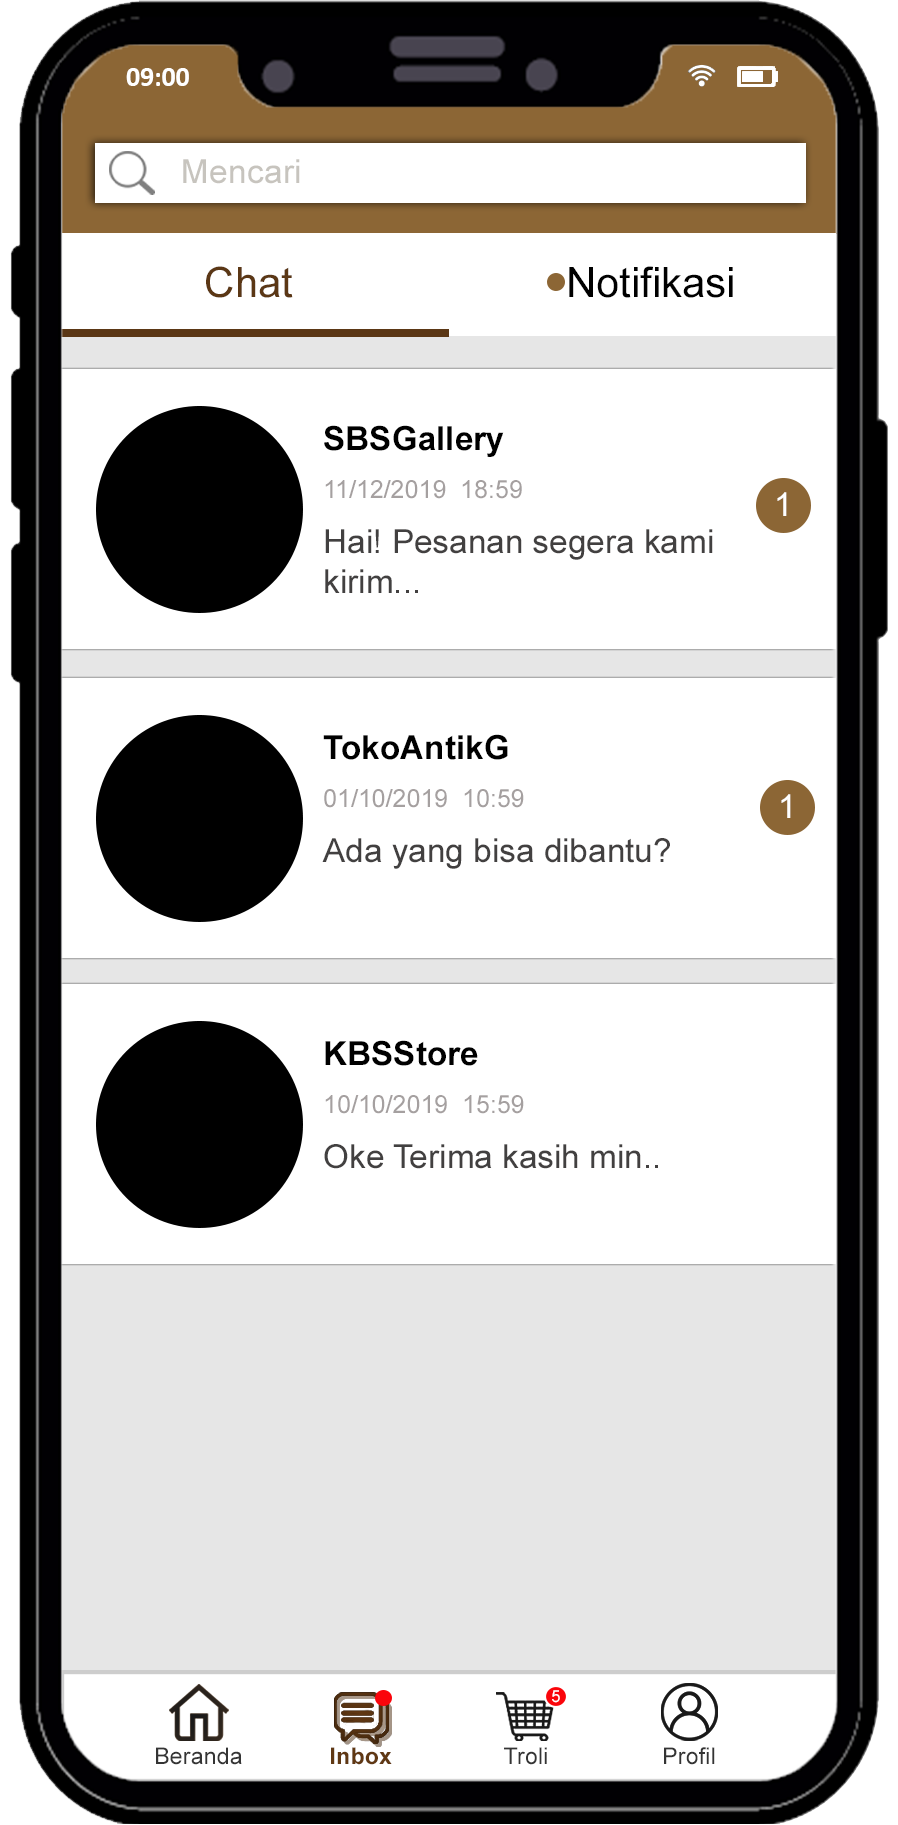 09:00
Mencari
Chat
Notifikasi
SBSGallery
11/12/2019 18:59
1
Hai! Pesanan segera kami
kirim...
TokoAntikG
01/10/2019 10:59
1
Ada yang bisa dibantu?
KBSStore
10/10/2019 15:59
Oke Terima kasih min..
5
Beranda
Inbox
Troli
Profil